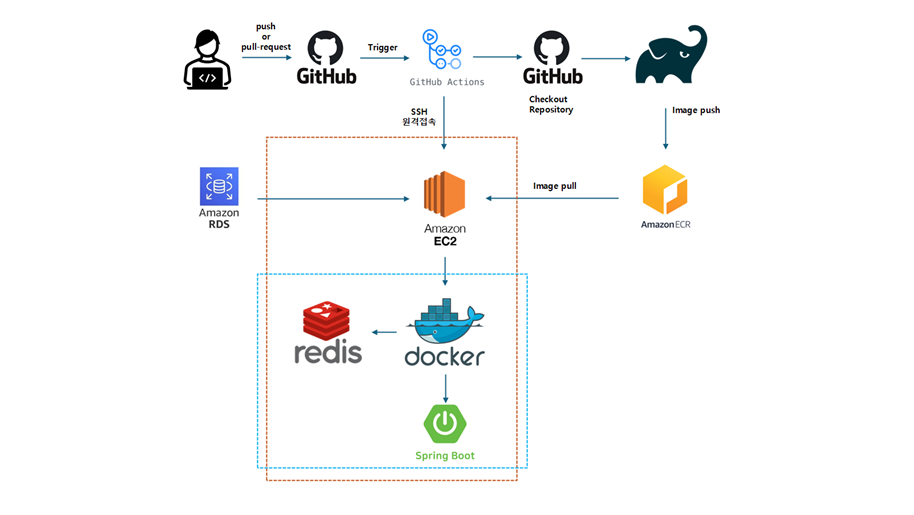 push
or
pull-request
GitHub
Trigger
GitHub Actions
GitHub
Checkout
Repository
SSH
원격접속
Image push
Amazon
RDS
Amazon
EC2
Image pull
Amazon ECR
redis
docker
Spring Boot